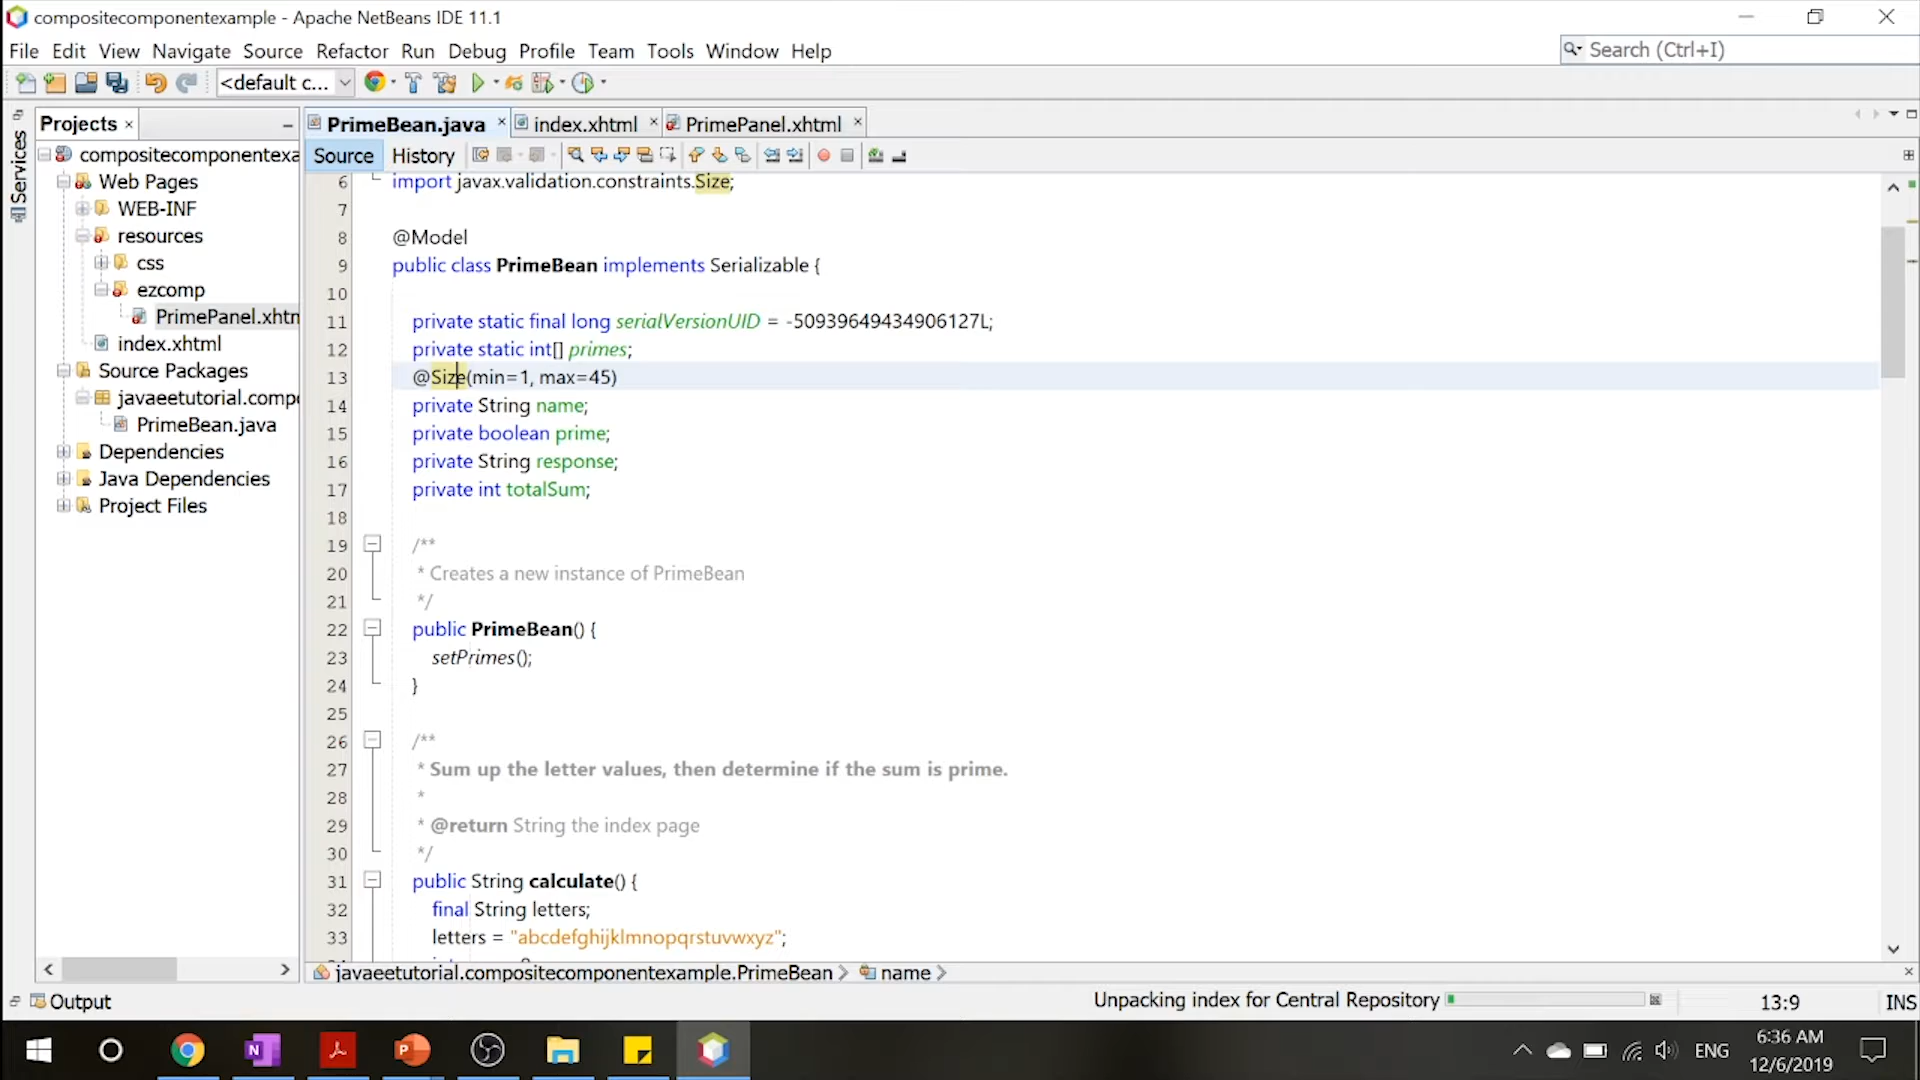 compositecomponentexample - Apache NetBeans IDE 11.1
File Edit View Navigate Source Refactor Run Debug Profile Team Tools Window Help
Search (Ctrl+I)
<default c...
Services
Projects
compositecomponentexa
Web Pages
WEB-INF
resources
css
ezcomp
PrimePanel.xhtm
index.xhtml
Source Packages
javaeetutorial.compo
PrimeBean.java
Dependencies
Java Dependencies
Project Files
PrimeBean.java index.xhtml PrimePanel.xhtml
Source History
6 import javax.validation.constraints.Size;
7
8 @Model
9 public class PrimeBean implements Serializable {
10
11 private static final long serialVersionUID = -50939649434906127L;
12 private static int[] primes;
13 @Size(min=1, max=45)
14 private String name;
15 private boolean prime;
16 private String response;
17 private int totalSum;
18
19 /**
20 * Creates a new instance of PrimeBean
21 */
22 public PrimeBean() {
23 setPrimes();
24 }
25
26 /**
27 * Sum up the letter values, then determine if the sum is prime.
28 *
29 * @return String the index page
30 */
31 public String calculate() {
32 final String letters;
33 letters = "abcdefghijklmnopqrstuvwxyz";
javaeetutorial.compositecomponentexample.PrimeBean name
Output
Unpacking index for Central Repository
13:9
INS
ENG
6:36 AM
12/6/2019